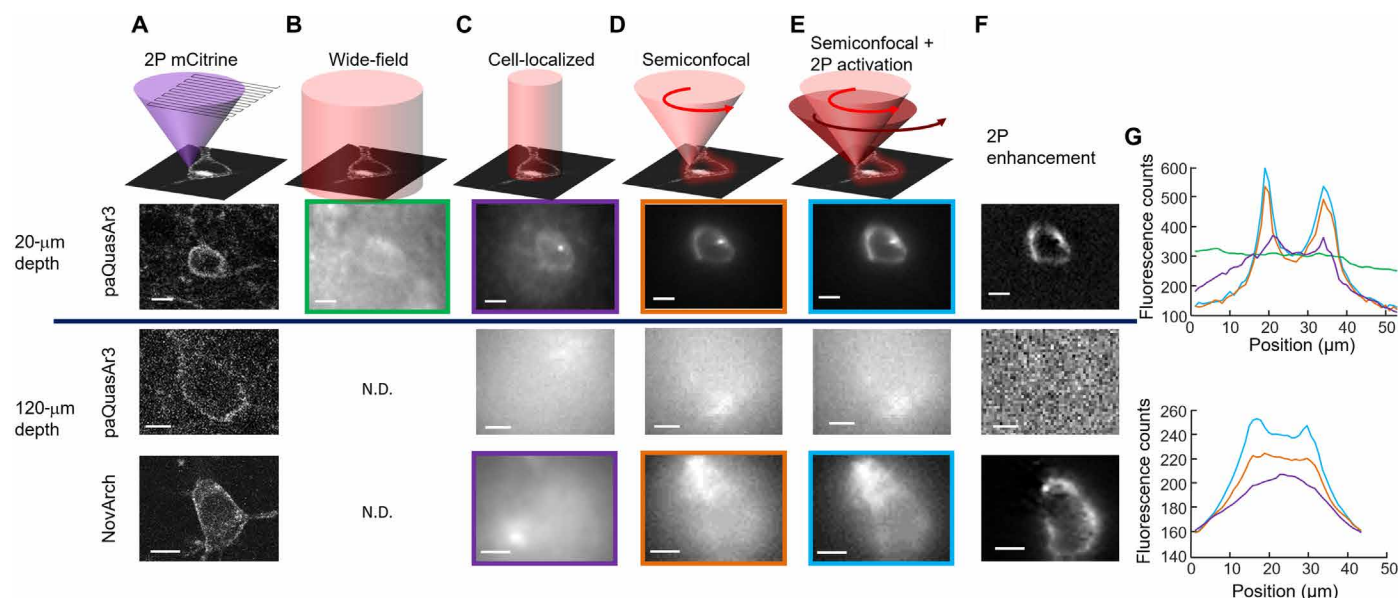 A
B
C
D
E
F
2P mCitrine
Wide-field
Cell-localized
Semiconfocal
Semiconfocal +
2P activation
2P
enhancement
G
20-μm
depth
paQuasAr3
Fluorescence counts
600
500
400
300
200
100
0
10
20
30
40
50
Position (μm)
120-μm
depth
paQuasAr3
N.D.
NovArch
N.D.
Fluorescence counts
260
240
220
200
180
160
140
0
10
20
30
40
50
Position (μm)